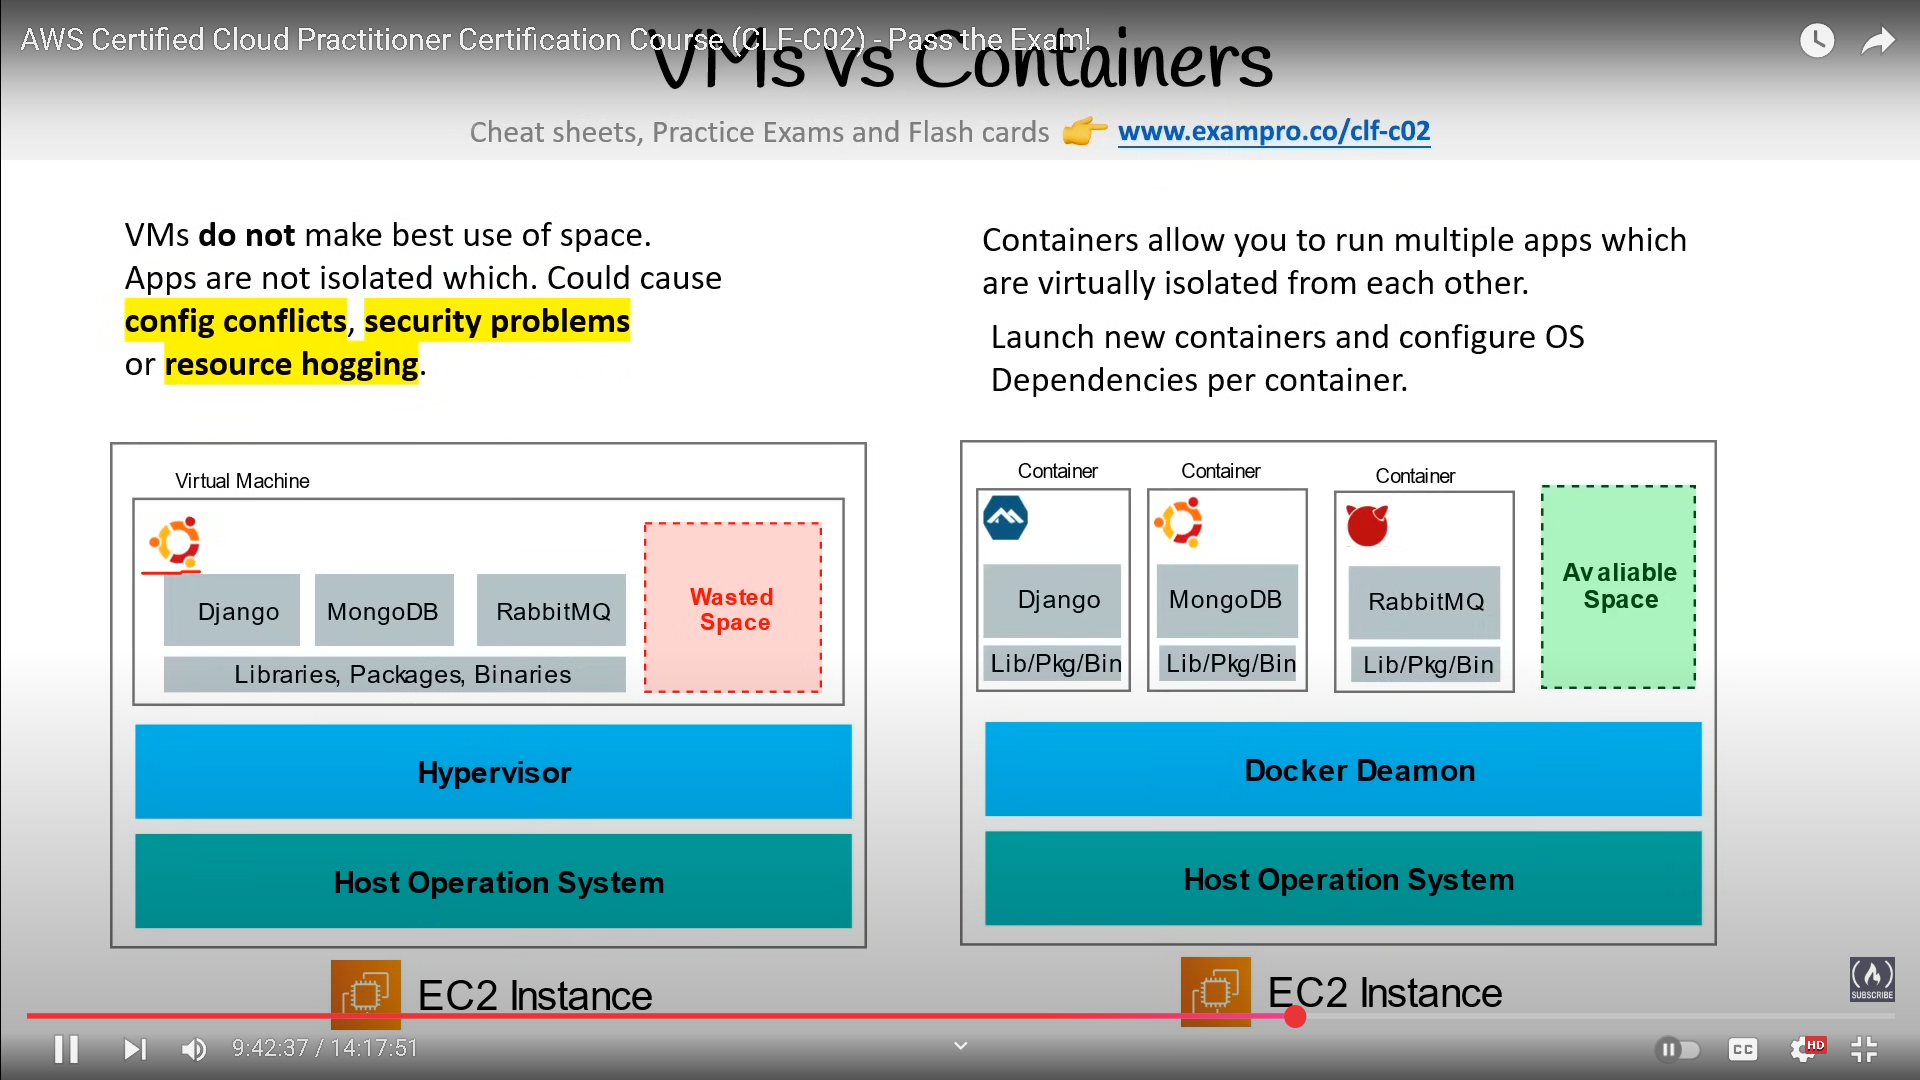 AWS Certified Cloud Practitioner Certification Course (CLF-C02) - Pass the Exam!
VMs vs Containers
Cheat sheets, Practice Exams and Flash cards 👉 www.exampro.co/clf-c02
VMs do not make best use of space.
Apps are not isolated which. Could cause
config conflicts, security problems
or resource hogging.
Containers allow you to run multiple apps which
are virtually isolated from each other.
Launch new containers and configure OS
Dependencies per container.
Virtual Machine
Django
MongoDB
RabbitMQ
Libraries, Packages, Binaries
Wasted
Space
Hypervisor
Host Operation System
EC2 Instance
Container
Container
Container
Django
MongoDB
RabbitMQ
Lib/Pkg/Bin
Lib/Pkg/Bin
Lib/Pkg/Bin
Avaliable
Space
Docker Deamon
Host Operation System
EC2 Instance
SUBSCRIBE
9:42:37 / 14:17:51
CC
HD